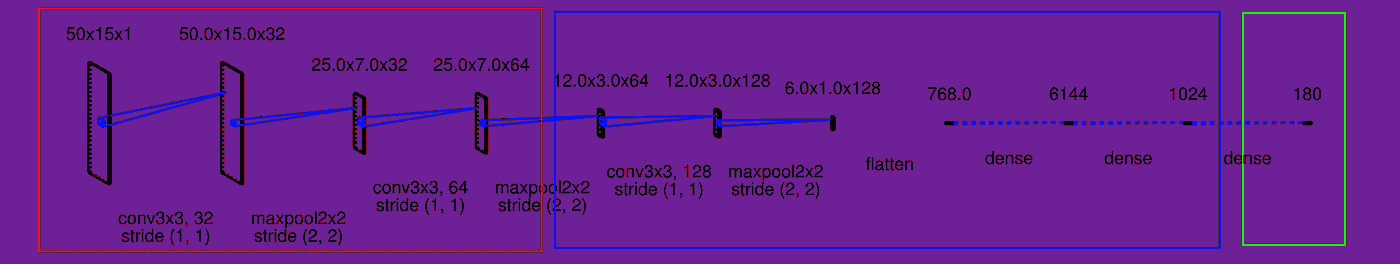 50x15x1
50.0x15.0x32
25.0x7.0x32
25.0x7.0x64
12.0x3.0x64
12.0x3.0x128
6.0x1.0x128
768.0
6144
1024
180
conv3x3, 32
stride (1, 1)
maxpool2x2
stride (2, 2)
conv3x3, 64
stride (1, 1)
maxpool2x2
stride (2, 2)
conv3x3, 128
stride (1, 1)
maxpool2x2
stride (2, 2)
flatten
dense
dense
dense